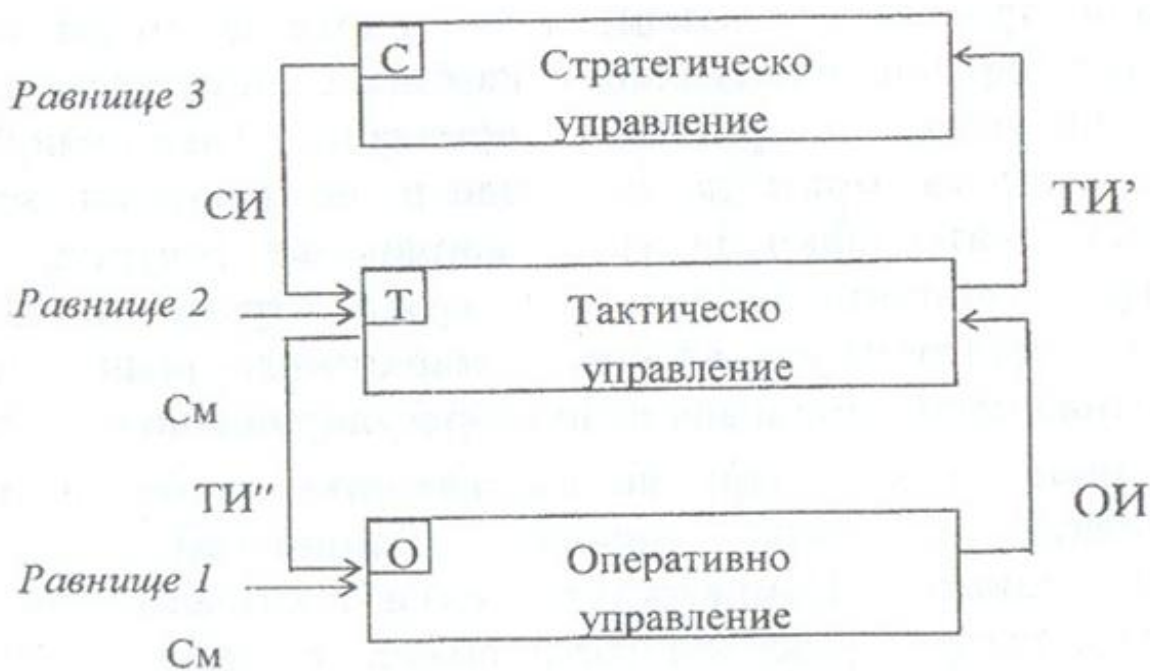 С
Стратегическо
управление
Равнище 3
СИ
ТИ’
Равнище 2
Т
Тактическо
управление
См
ТИ"
ОИ
О
Оперативно
управление
Равнище 1
См